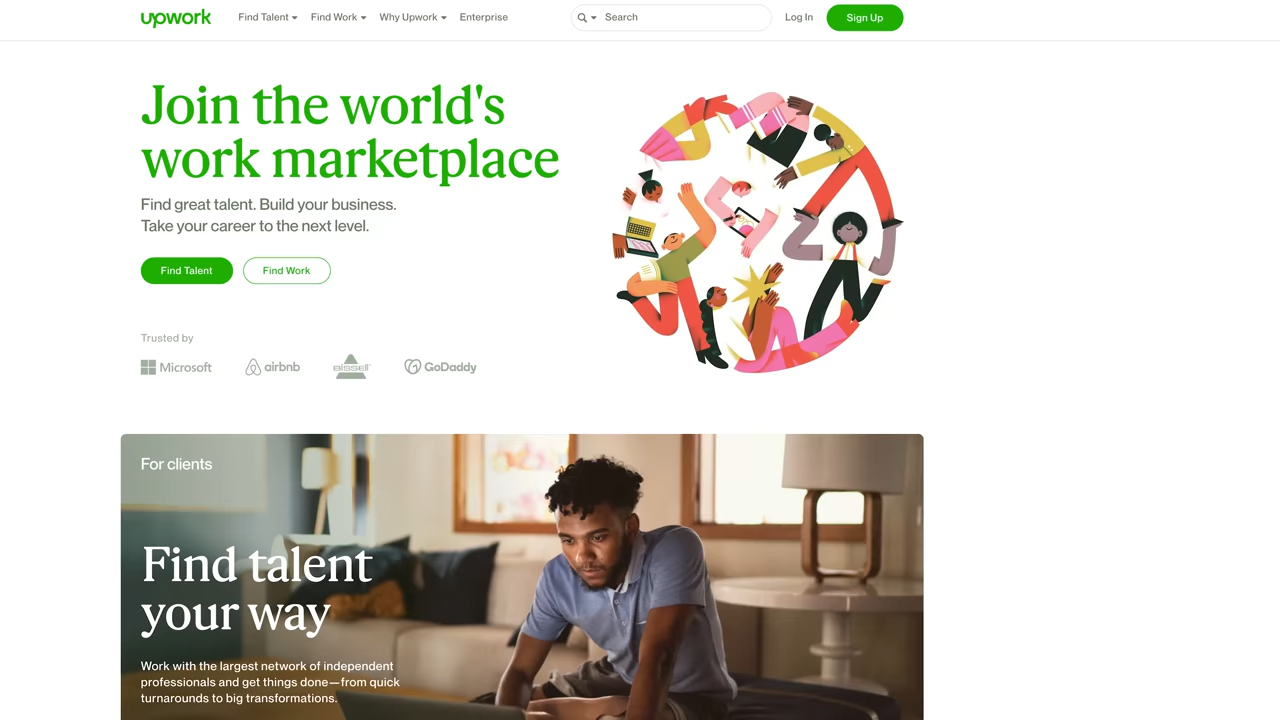 upwork
Find Talent
Find Work
Why Upwork
Enterprise
Search
Log In
Sign Up
Join the world's
work marketplace
Find great talent. Build your business.
Take your career to the next level.
Find Talent
Find Work
Trusted by
Microsoft
airbnb
BISSELL
GoDaddy
For clients
Find talent
your way
Work with the largest network of independent
professionals and get things done—from quick
turnarounds to big transformations.